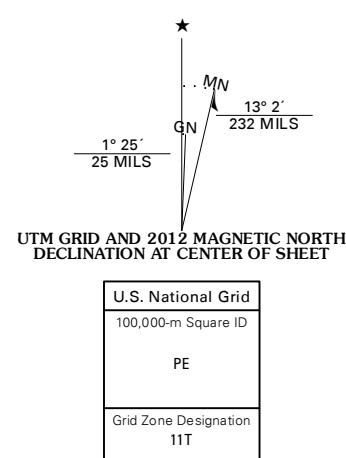 ★
MN
GN
13° 2´
232 MILS
1° 25´
25 MILS
UTM GRID AND 2012 MAGNETIC NORTH
DECLINATION AT CENTER OF SHEET
U.S. National Grid
100,000-m Square ID
PE
Grid Zone Designation
11T